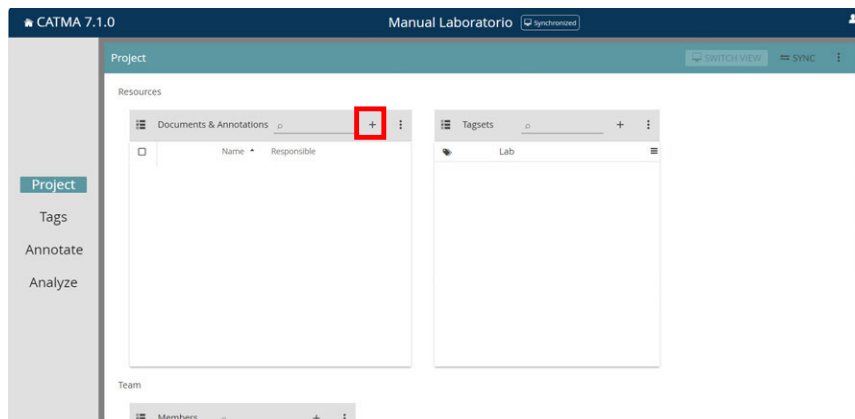 CATMA 7.1.0 Manual Laboratorio Synchronized
Project SWITCH VIEW SYNC
Resources
Documents & Annotations
Tagsets
Name Responsible
Lab
Project
Tags
Annotate
Analyze
Team
Members